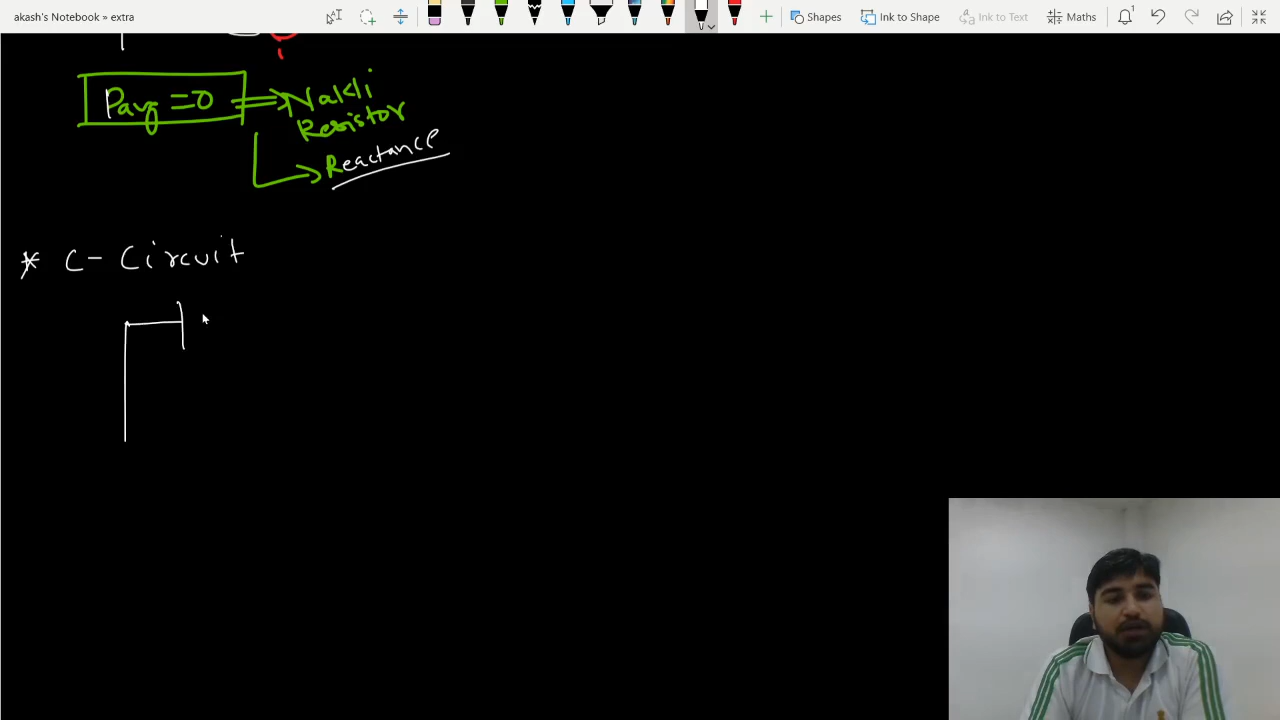 akash's Notebook » extra
Shapes
Ink to Shape
Ink to Text
Maths
Pavg = 0 ⇒ Nakli
Resistor
→ Reactance
* C - Circuit